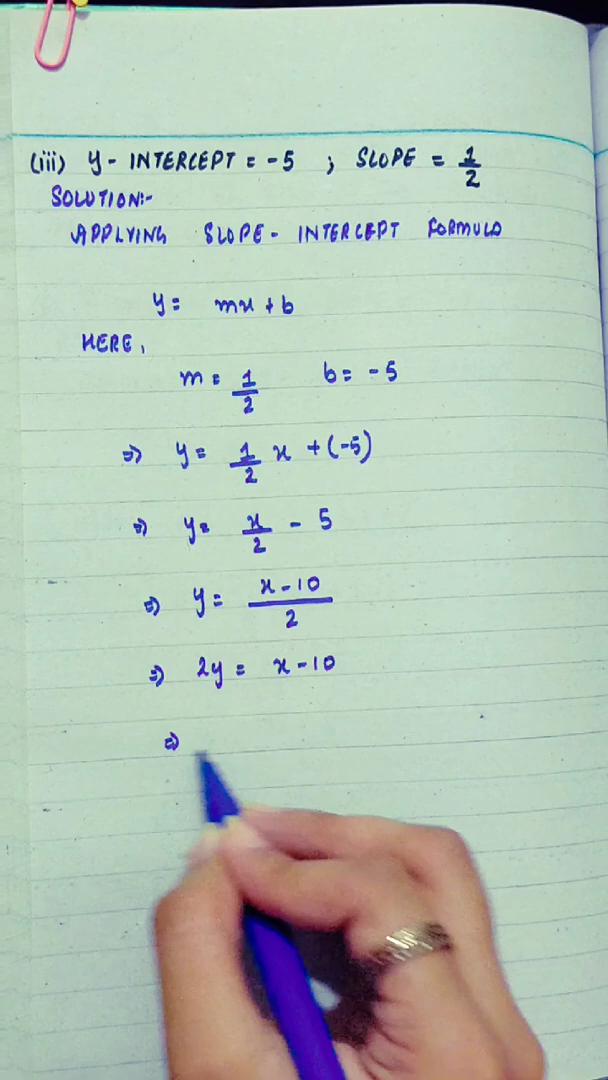 (iii) y - INTERCEPT = -5 ; SLOPE = 1/2
SOLUTION:-
APPLYING SLOPE - INTERCEPT FORMULA
y = mx + b
HERE,
m = 1/2 b = -5
⇒ y = 1/2 x + (-5)
⇒ y = x/2 - 5
⇒ y = x-10/2
⇒ 2y = x-10
⇒